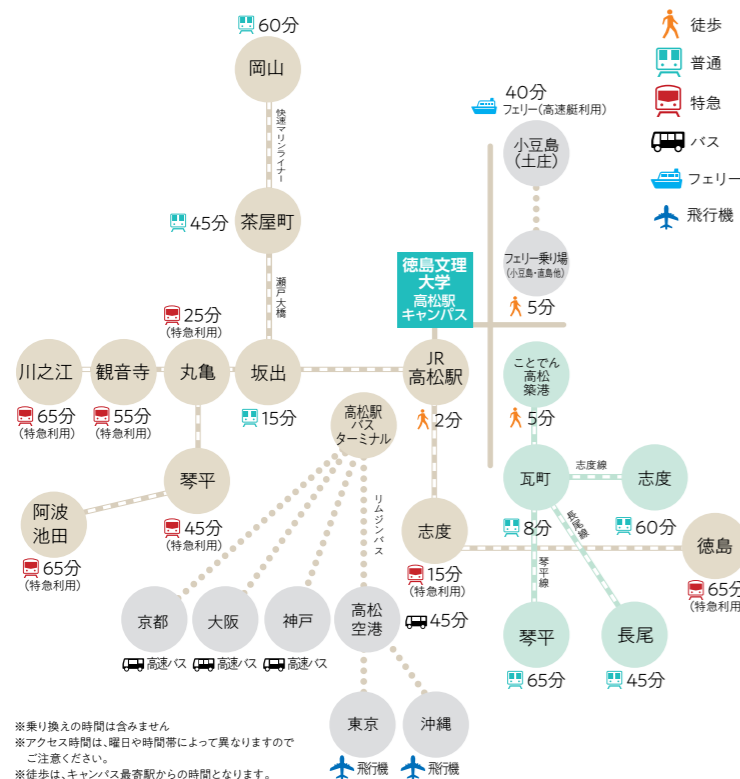 60分
岡山
快速マリンライナー
45分
茶屋町
瀬戸大橋
25分
(特急利用)
川之江
観音寺
丸亀
坂出
65分
(特急利用)
55分
(特急利用)
15分
琴平
45分
(特急利用)
阿波
池田
65分
(特急利用)
徳島文理
大学
高松駅
キャンパス
JR
高松駅
2分
高松駅
バス
ターミナル
リムジンバス
志度
15分
(特急利用)
徳島
65分
(特急利用)
京都
高速バス
大阪
高速バス
神戸
高速バス
高松
空港
45分
東京
飛行機
沖縄
飛行機
40分
フェリー(高速艇利用)
小豆島
(土庄)
フェリー乗り場
(小豆島・直島他)
5分
ことでん
高松
築港
5分
瓦町
8分
志度線
志度
60分
長尾線
琴平線
琴平
65分
長尾
45分
徒歩
普通
特急
バス
フェリー
飛行機
※乗り換えの時間は含みません
※アクセス時間は、曜日や時間帯によって異なりますので
ご注意ください。
※徒歩は、キャンパス最寄駅からの時間となります。